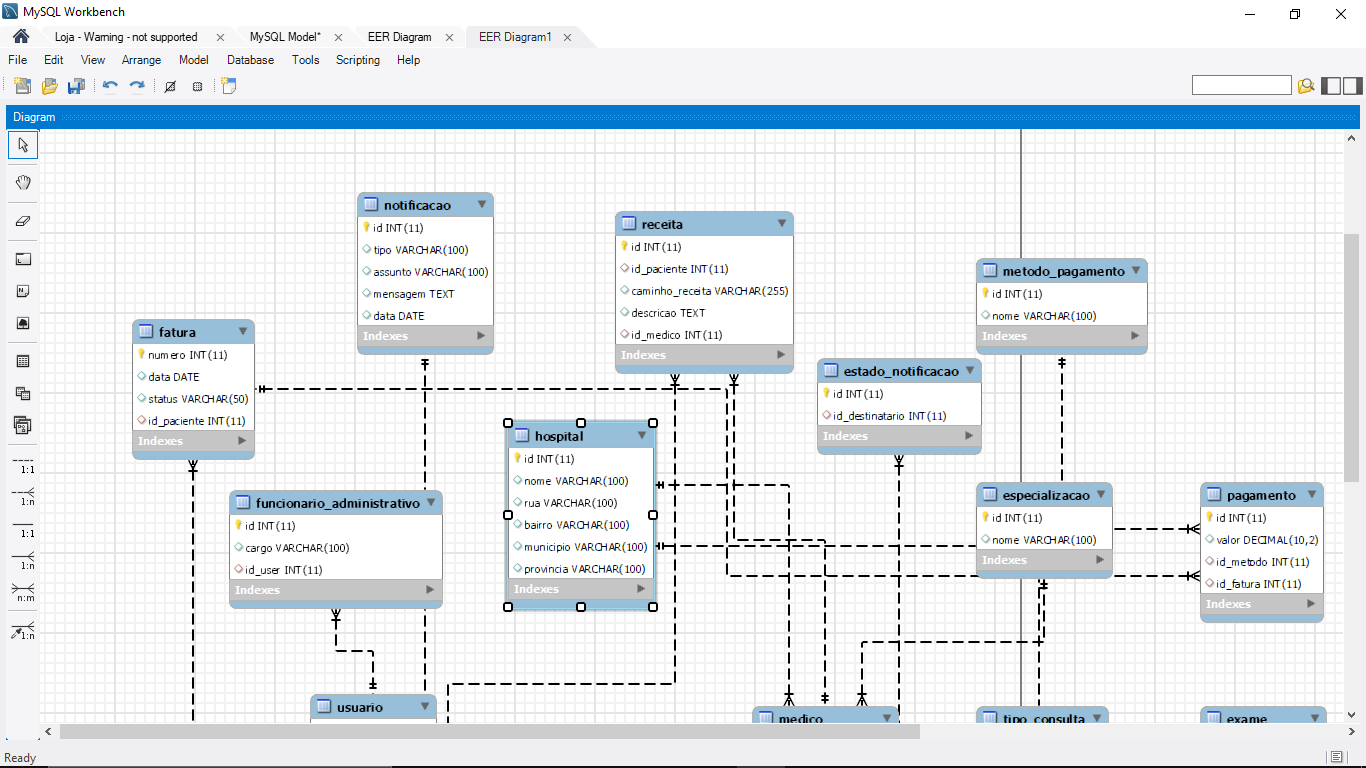 MySQL Workbench
Loja - Warning - not supported
MySQL Model*
EER Diagram
EER Diagram1
File Edit View Arrange Model Database Tools Scripting Help
Diagram
1:1
1:n
1:1
1:n
n:m
1:n
notificacao
id INT(11)
tipo VARCHAR(100)
assunto VARCHAR(100)
mensagem TEXT
data DATE
Indexes
receita
id INT(11)
id_paciente INT(11)
caminho_receita VARCHAR(255)
descricao TEXT
id_medico INT(11)
Indexes
metodo_pagamento
id INT(11)
nome VARCHAR(100)
Indexes
fatura
numero INT(11)
data DATE
status VARCHAR(50)
id_paciente INT(11)
Indexes
estado_notificacao
id INT(11)
id_destinatario INT(11)
Indexes
hospital
id INT(11)
nome VARCHAR(100)
rua VARCHAR(100)
bairro VARCHAR(100)
municipio VARCHAR(100)
provincia VARCHAR(100)
Indexes
funcionario_administrativo
id INT(11)
cargo VARCHAR(100)
id_user INT(11)
Indexes
especializacao
id INT(11)
nome VARCHAR(100)
Indexes
pagamento
id INT(11)
valor DECIMAL(10,2)
id_metodo INT(11)
id_fatura INT(11)
Indexes
usuario
medico
tipo_consulta
exame
Ready